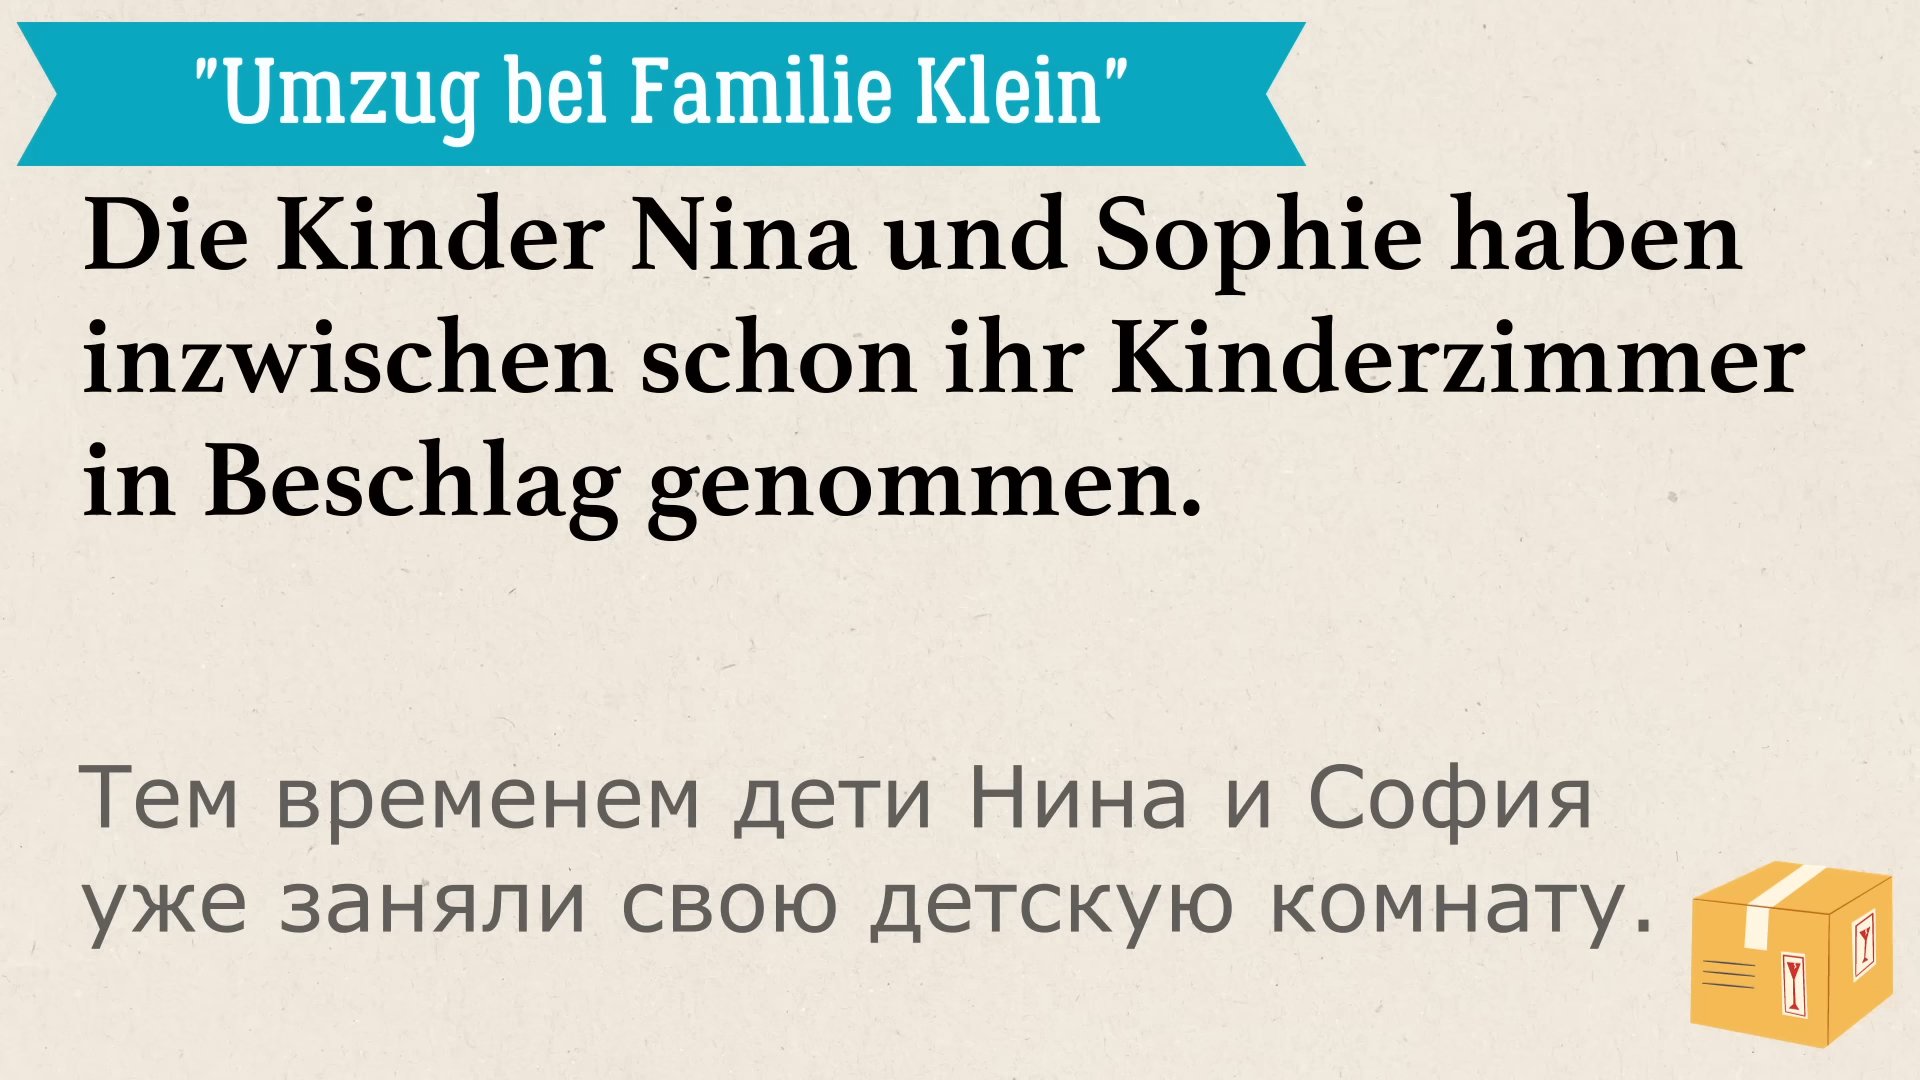 "Umzug bei Familie Klein"
Die Kinder Nina und Sophie haben
inzwischen schon ihr Kinderzimmer
in Beschlag genommen.
Тем временем дети Нина и София
уже заняли свою детскую комнату.